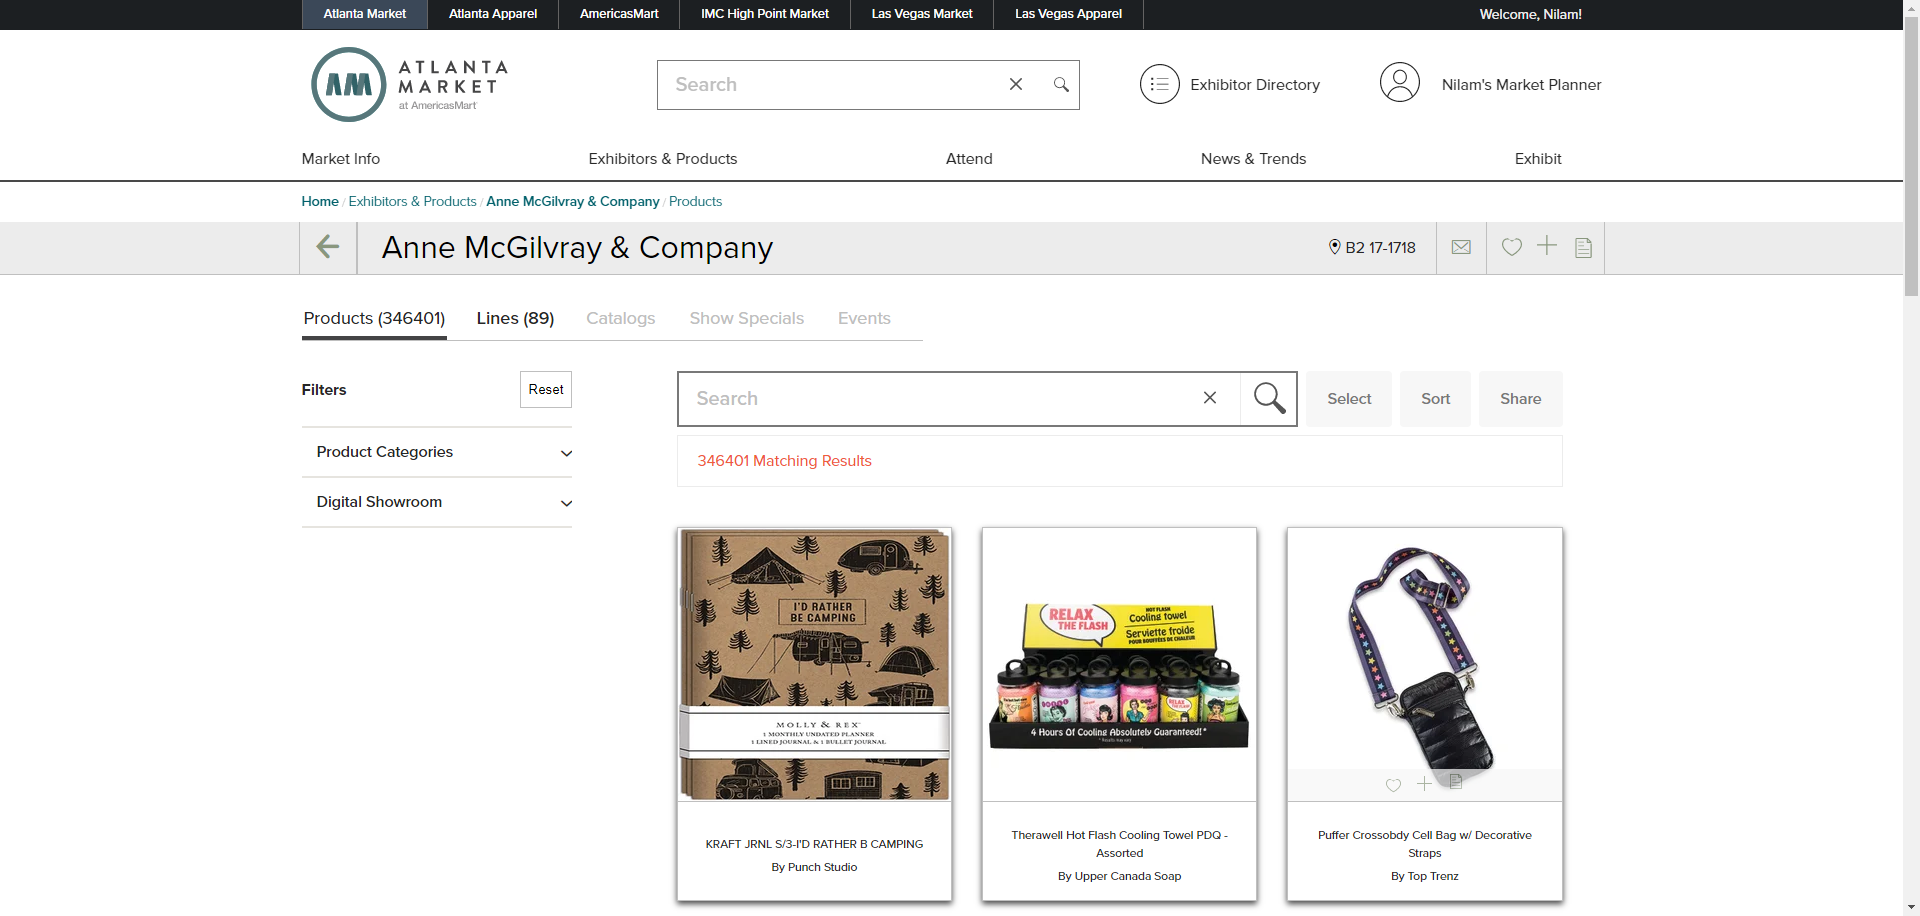 Atlanta Market
Atlanta Apparel
AmericasMart
IMC High Point Market
Las Vegas Market
Las Vegas Apparel
Welcome, Nilam!
AM
ATLANTA
MARKET
at AmericasMart
Search
Exhibitor Directory
Nilam's Market Planner
Market Info
Exhibitors & Products
Attend
News & Trends
Exhibit
Home / Exhibitors & Products / Anne McGilvray & Company / Products
Anne McGilvray & Company
B2 17-1718
Products (346401)
Lines (89)
Catalogs
Show Specials
Events
Filters
Reset
Search
Select
Sort
Share
Product Categories
346401 Matching Results
Digital Showroom
I'D RATHER
BE CAMPING
MOLLY & REX
1 MONTHLY UNDATED PLANNER
1 LINED JOURNAL & 1 BULLET JOURNAL
KRAFT JRNL S/3-I'D RATHER B CAMPING
By Punch Studio
RELAX
THE FLASH
HOT FLASH
Cooling towel
Serviette froide
POUR BOUFFÉES DE CHALEUR
RELAX
4 Hours Of Cooling Absolutely Guaranteed!*
Therawell Hot Flash Cooling Towel PDQ -
Assorted
By Upper Canada Soap
Puffer Crossobdy Cell Bag w/ Decorative
Straps
By Top Trenz